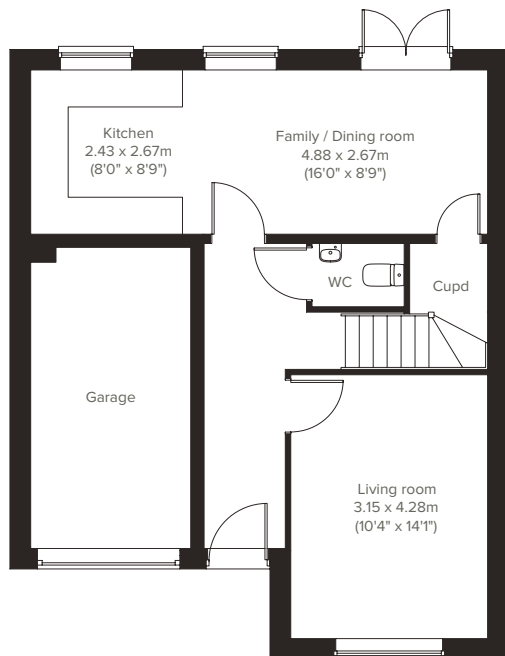 Kitchen
2.43 x 2.67m
(8'0" x 8'9")
Family / Dining room
4.88 x 2.67m
(16'0" x 8'9")
WC
Cupd
Garage
Living room
3.15 x 4.28m
(10'4" x 14'1")